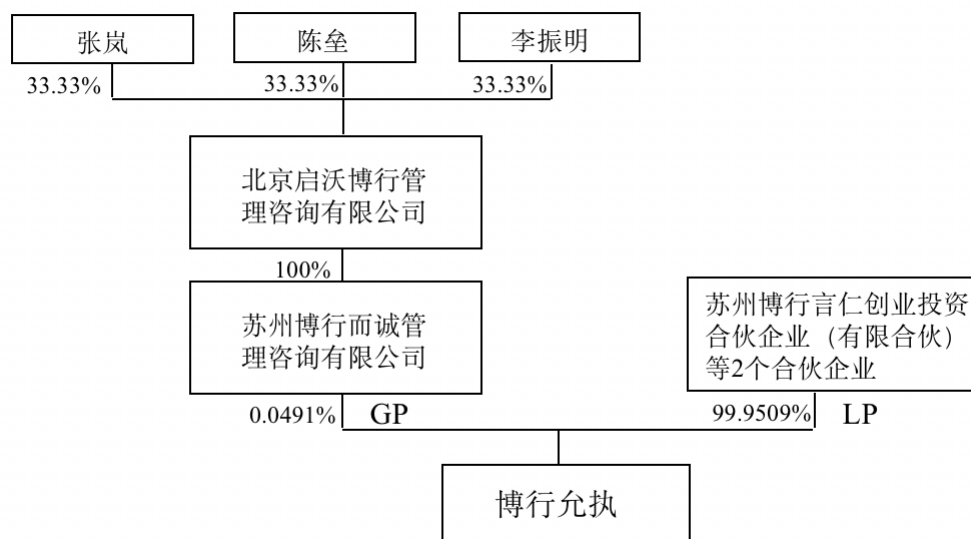 张岚
陈垒
李振明
33.33%
33.33%
33.33%
北京启沃博行管
理咨询有限公司
100%
苏州博行而诚管
理咨询有限公司
苏州博行言仁创业投资
合伙企业（有限合伙）
等2个合伙企业
0.0491%
GP
99.9509%
LP
博行允执